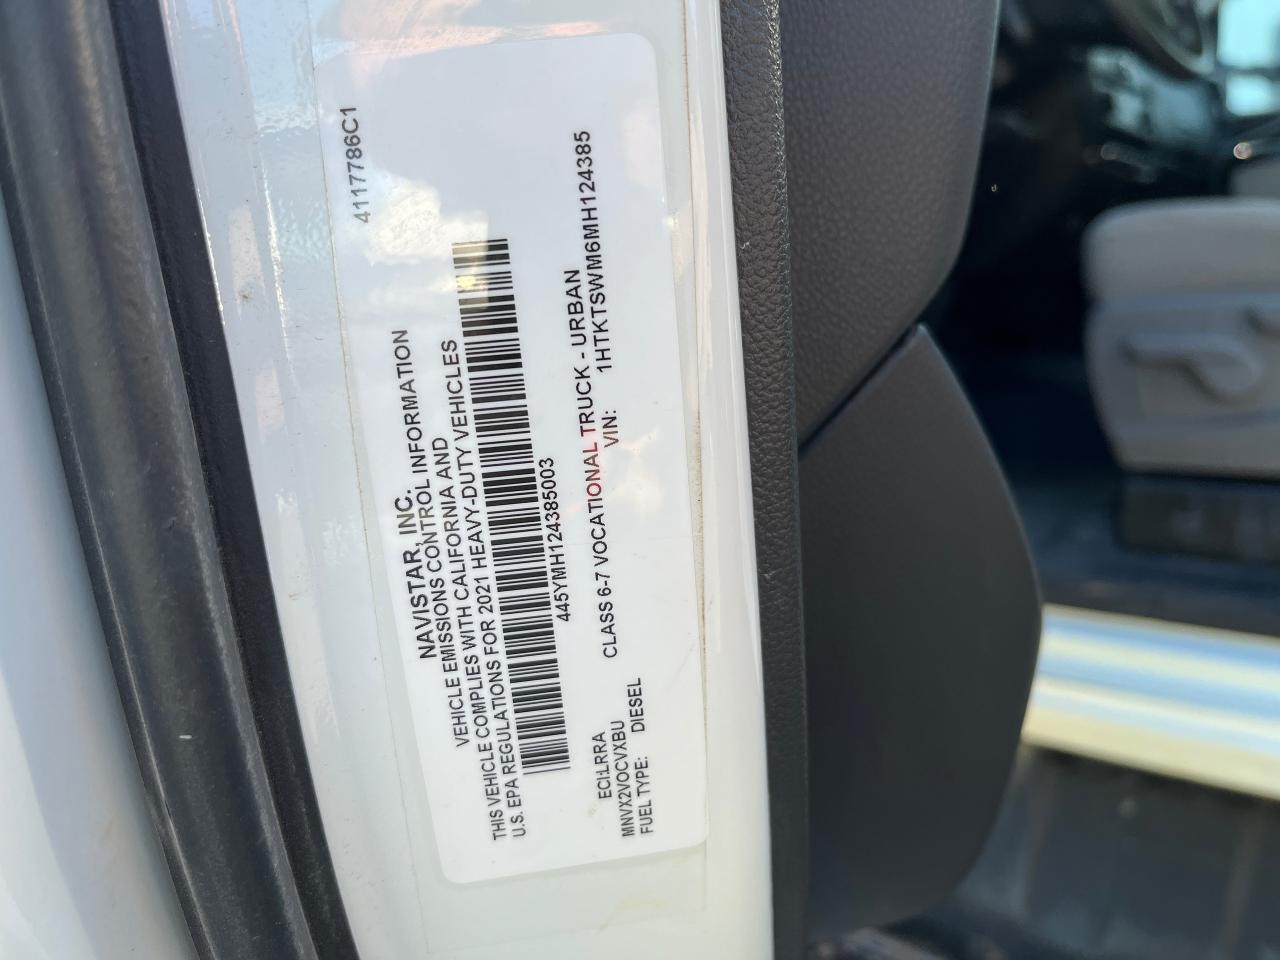 4117786C1
NAVISTAR, INC.
VEHICLE EMISSIONS CONTROL INFORMATION
THIS VEHICLE COMPLIES WITH CALIFORNIA AND
U.S. EPA REGULATIONS FOR 2021 HEAVY-DUTY VEHICLES
445YMH124385003
ECI:LRRA
CLASS 6-7 VOCATIONAL TRUCK - URBAN
MNVX2VOCVXBU
VIN: 1HTKTSWM6MH124385
FUEL TYPE: DIESEL